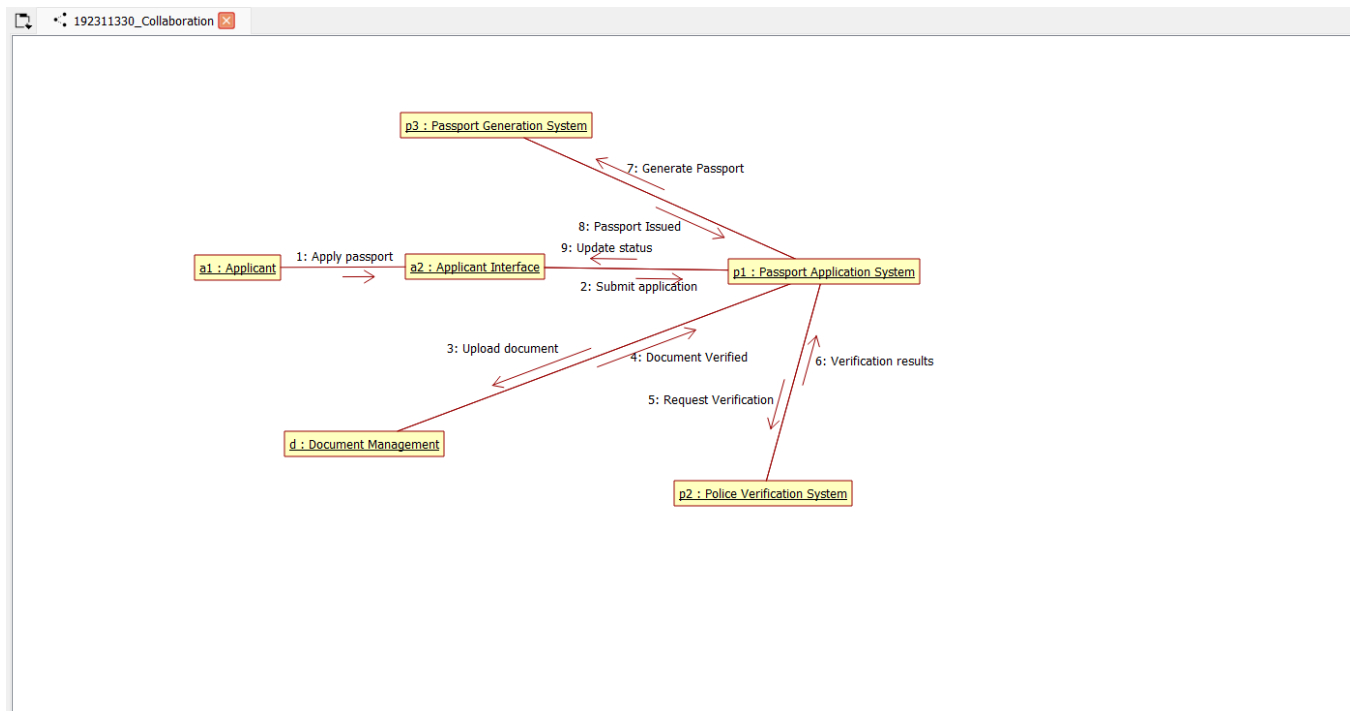 192311330_Collaboration
p3 : Passport Generation System
7: Generate Passport
8: Passport Issued
9: Update status
1: Apply passport
a1 : Applicant
a2 : Applicant Interface
p1 : Passport Application System
2: Submit application
3: Upload document
4: Document Verified
6: Verification results
5: Request Verification
d : Document Management
p2 : Police Verification System